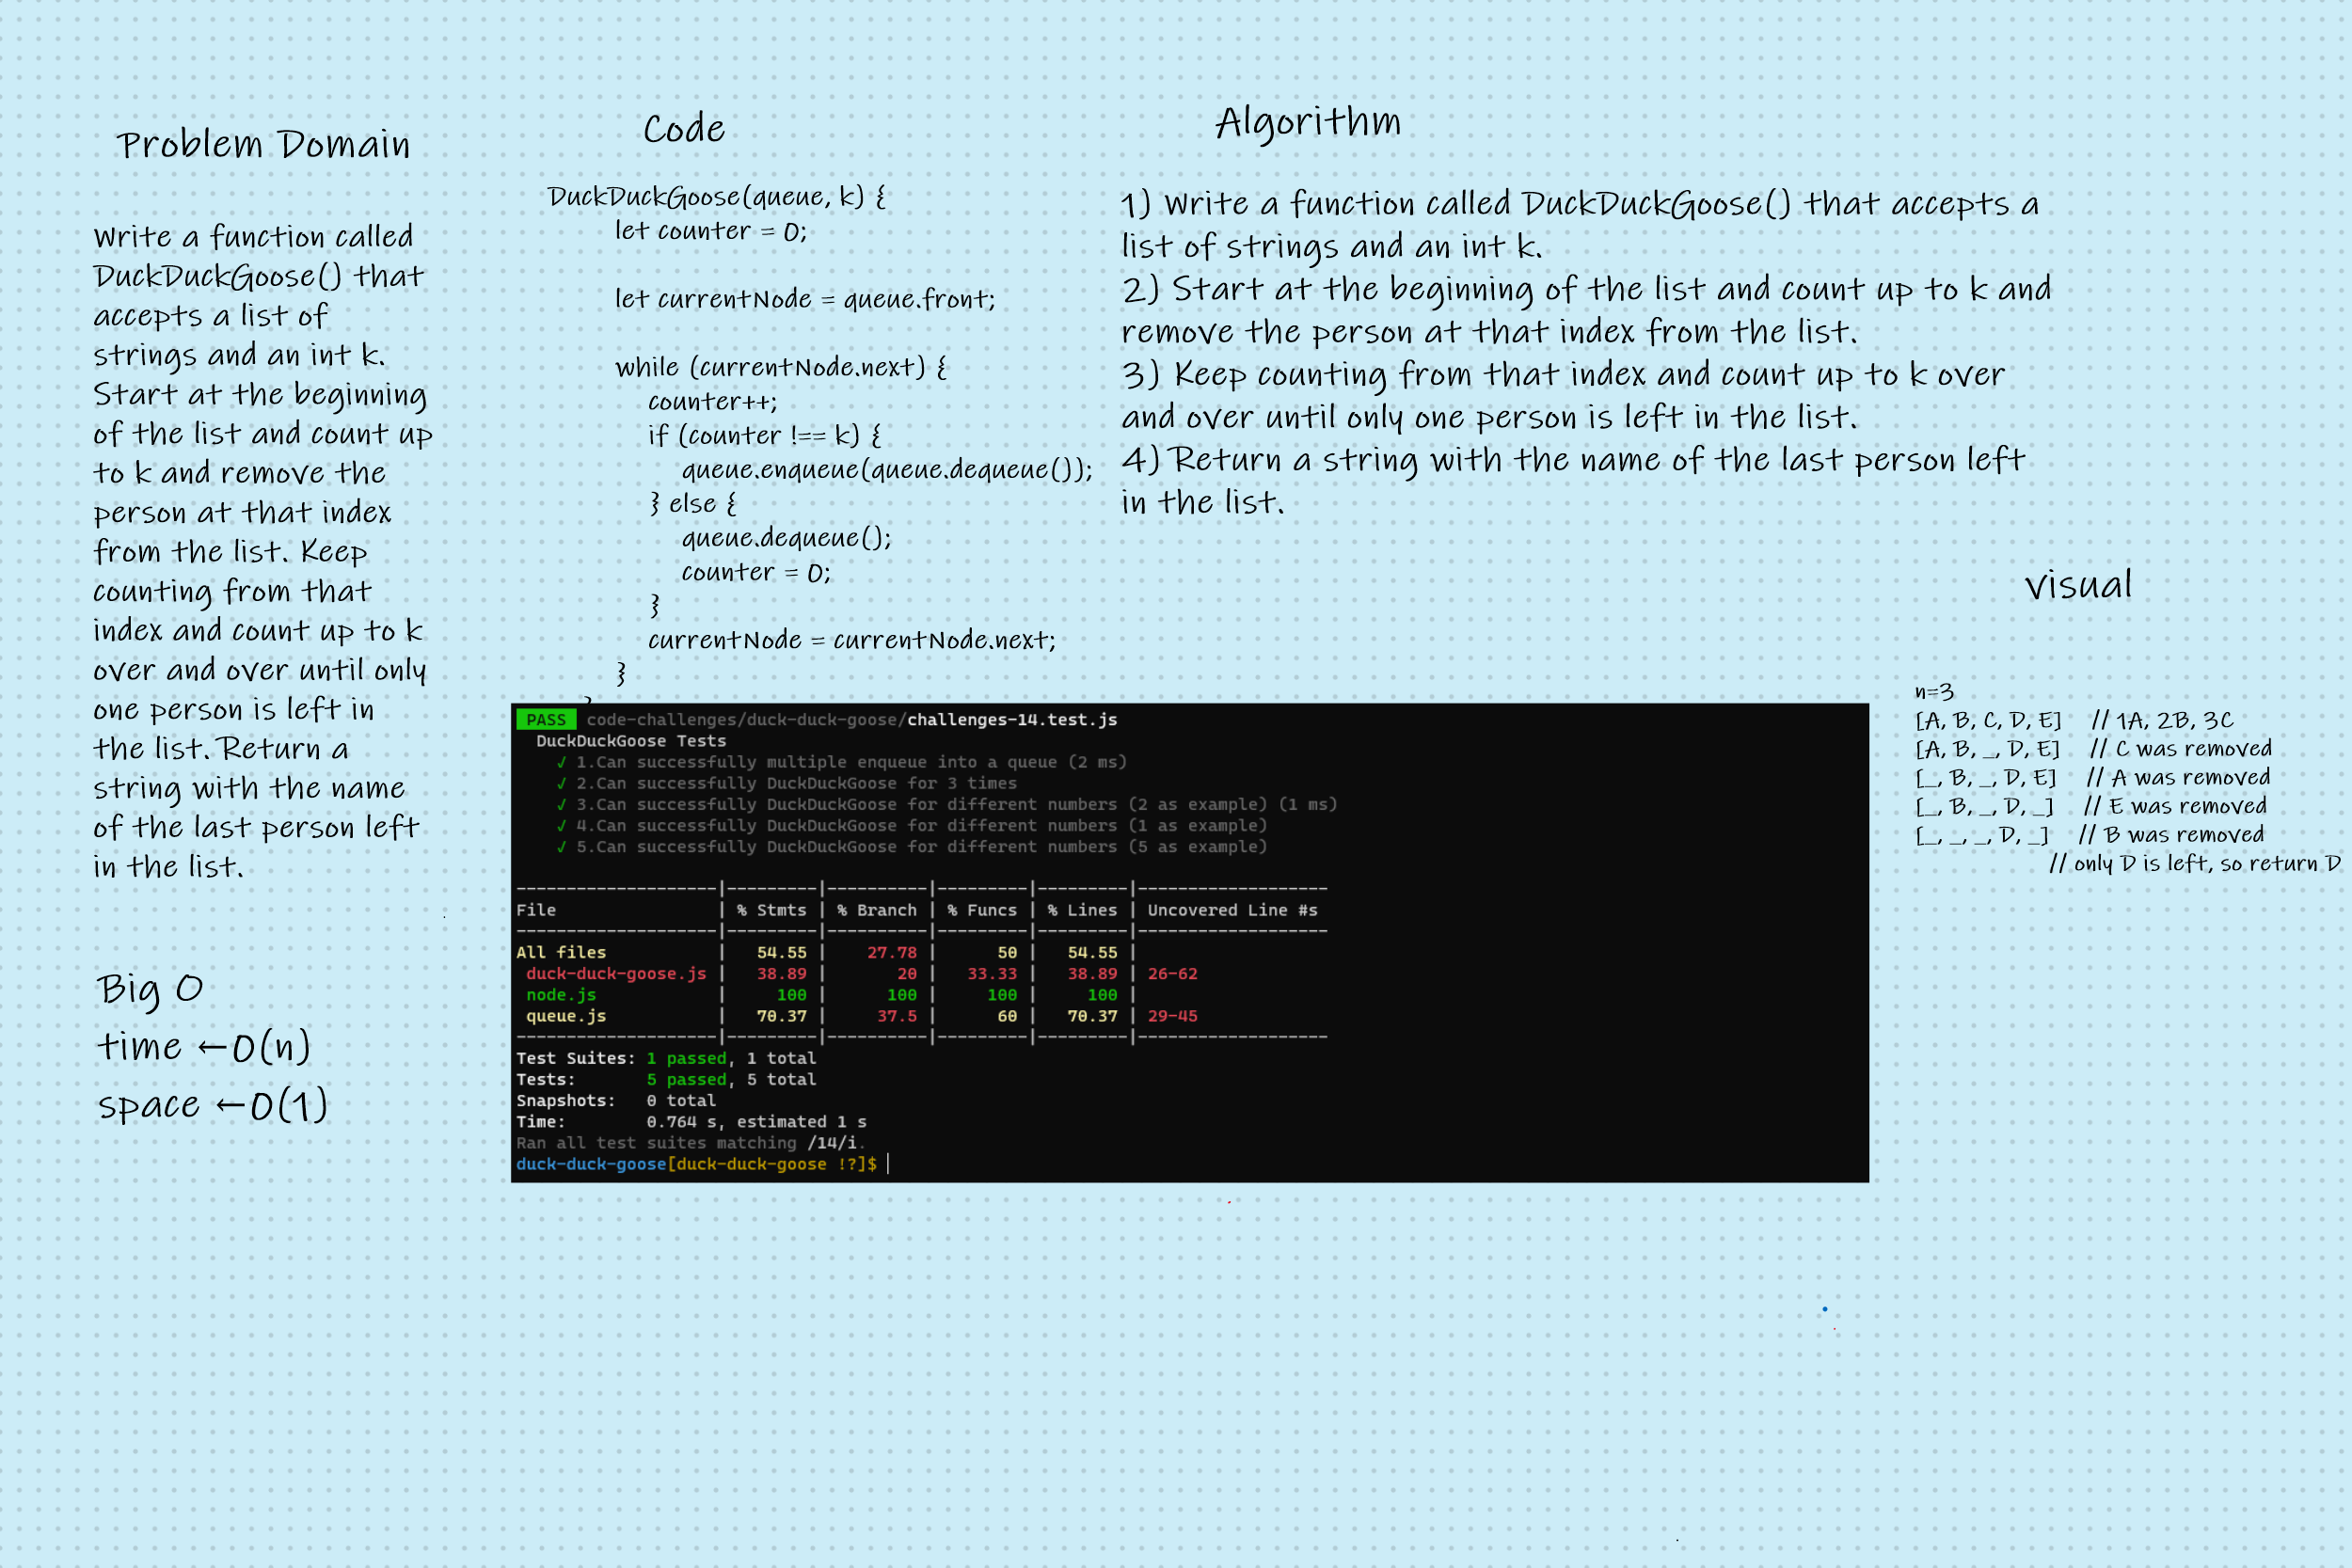 Problem Domain
Write a function called
DuckDuckGoose() that
accepts a list of
strings and an int k.
Start at the beginning
of the list and count up
to k and remove the
person at that index
from the list. Keep
counting from that
index and count up to k
over and over until only
one person is left in
the list. Return a
string with the name
of the last person left
in the list.
Big O
time ←O(n)
space ←O(1)
Code
DuckDuckGoose(queue, k) {
let counter = 0;
let currentNode = queue.front;
while (currentNode.next) {
counter++;
if (counter !== k) {
queue.enqueue(queue.dequeue());
} else {
queue.dequeue();
counter = 0;
}
currentNode = currentNode.next;
}
Algorithm
1) Write a function called DuckDuckGoose() that accepts a
list of strings and an int k.
2) Start at the beginning of the list and count up to k and
remove the person at that index from the list.
3) Keep counting from that index and count up to k over
and over until only one person is left in the list.
4) Return a string with the name of the last person left
in the list.
visual
n=3
[A, B, C, D, E] // 1A, 2B, 3C
[A, B, _, D, E] // C was removed
[_, B, _, D, E] // A was removed
[_, B, _, D, _] // E was removed
[_, _, _, D, _] // B was removed
// only D is left, so return D
PASS code-challenges/duck-duck-goose/challenges-14.test.js
DuckDuckGoose Tests
✓ 1.Can successfully multiple enqueue into a queue (2 ms)
✓ 2.Can successfully DuckDuckGoose for 3 times
✓ 3.Can successfully DuckDuckGoose for different numbers (2 as example) (1 ms)
✓ 4.Can successfully DuckDuckGoose for different numbers (1 as example)
✓ 5.Can successfully DuckDuckGoose for different numbers (5 as example)
--------------------|---------|----------|---------|---------|-------------------
File | % Stmts | % Branch | % Funcs | % Lines | Uncovered Line #s
--------------------|---------|----------|---------|---------|-------------------
All files | 54.55 | 27.78 | 50 | 54.55 |
duck-duck-goose.js | 38.89 | 20 | 33.33 | 38.89 | 26-62
node.js | 100 | 100 | 100 | 100 |
queue.js | 70.37 | 37.5 | 60 | 70.37 | 29-45
--------------------|---------|----------|---------|---------|-------------------
Test Suites: 1 passed, 1 total
Tests: 5 passed, 5 total
Snapshots: 0 total
Time: 0.764 s, estimated 1 s
Ran all test suites matching /14/i.
duck-duck-goose[duck-duck-goose !?]$